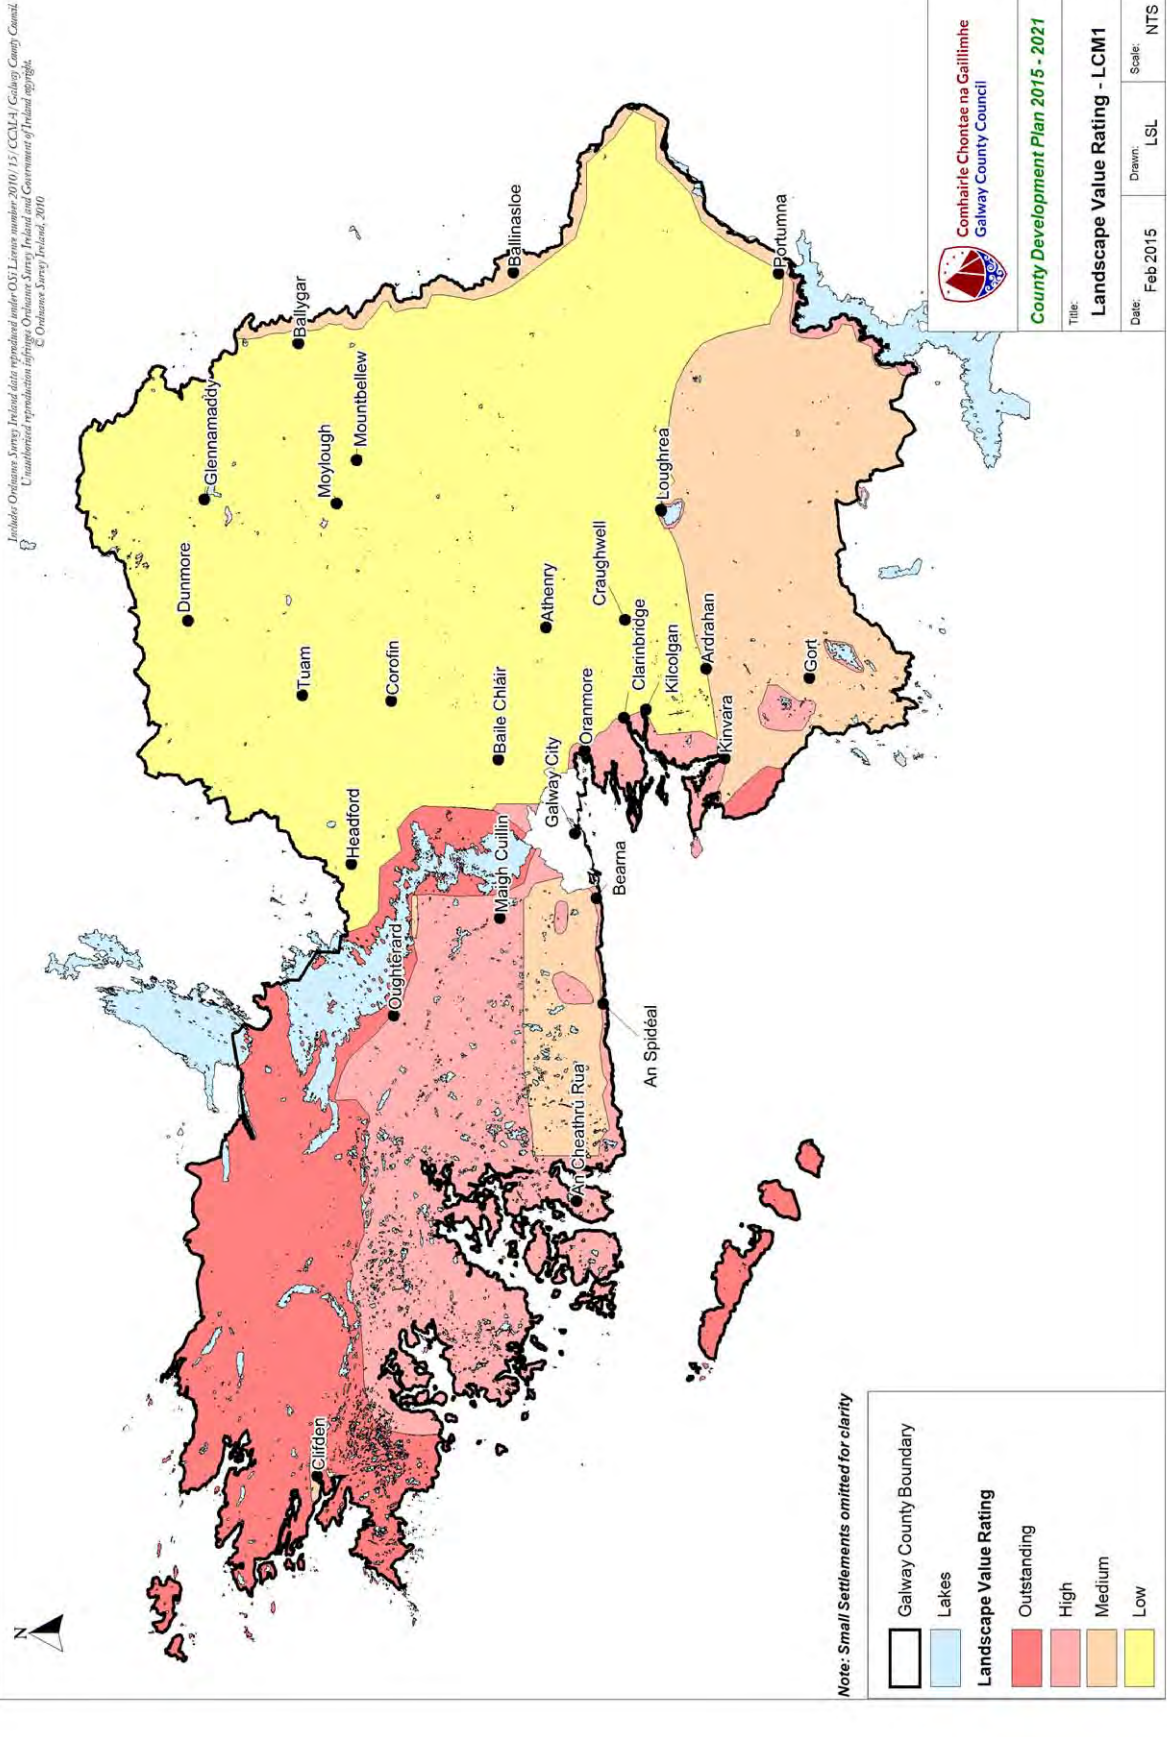 Includes Ordnance Survey Ireland data reproduced under OSi Licence number 2010/15/CCMA/Galway County Council.
Unauthorised reproduction infringes Ordnance Survey Ireland and Government of Ireland copyright.
© Ordnance Survey Ireland, 2010
N
Glennamaddy
Dunmore
Ballygar
Tuam
Moylough
Mountbellew
Headford
Corofin
Clifden
Oughterard
Maigh Cuillin
Baile Chláir
Ballinasloe
Athenry
Galway City
Oranmore
An Cheathrú Rua
Bearna
Craughwell
Clarinbridge
An Spidéal
Kilcolgan
Loughrea
Ardrahan
Kinvara
Portumna
Gort
Note: Small Settlements omitted for clarity
Galway County Boundary
Lakes
Landscape Value Rating
Outstanding
High
Medium
Low
Comhairle Chontae na Gaillimhe
Galway County Council
County Development Plan 2015 - 2021
Title:
Landscape Value Rating - LCM1
Date: Feb 2015
Drawn: LSL
Scale: NTS